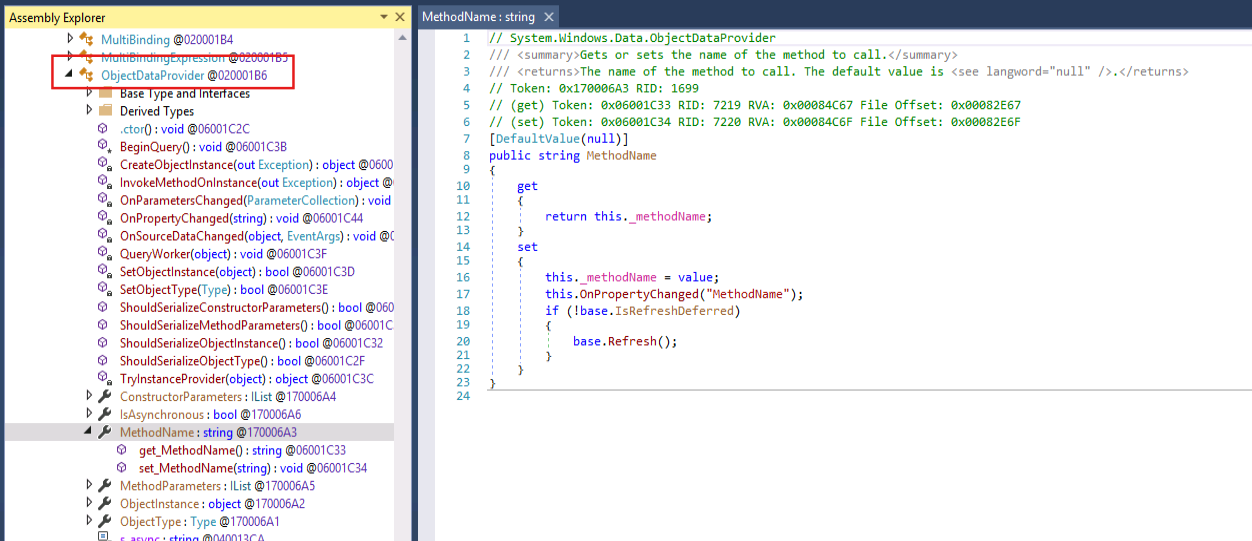 Assembly Explorer
MultiBinding @020001B4
MultiBindingExpression @020001B5
ObjectDataProvider @020001B6
Base Type and Interfaces
Derived Types
.ctor() : void @06001C2C
BeginQuery() : void @06001C3B
CreateObjectInstance(out Exception) : object @0600
InvokeMethodOnInstance(out Exception) : object @0
OnParametersChanged(ParameterCollection) : void
OnPropertyChanged(string) : void @06001C44
OnSourceDataChanged(object, EventArgs) : void @0
QueryWorker(object) : void @06001C3F
SetObjectInstance(object) : bool @06001C3D
SetObjectType(Type) : bool @06001C3E
ShouldSerializeConstructorParameters() : bool @060
ShouldSerializeMethodParameters() : bool @06001C
ShouldSerializeObjectInstance() : bool @06001C32
ShouldSerializeObjectType() : bool @06001C2F
TryInstanceProvider(object) : object @06001C3C
ConstructorParameters : IList @170006A4
IsAsynchronous : bool @170006A6
MethodName : string @170006A3
get_MethodName() : string @06001C33
set_MethodName(string) : void @06001C34
MethodParameters : IList @170006A5
ObjectInstance : object @170006A2
ObjectType : Type @170006A1
s_async : string @040013CA
MethodName : string
1 // System.Windows.Data.ObjectDataProvider
2 /// <summary>Gets or sets the name of the method to call.</summary>
3 /// <returns>The name of the method to call. The default value is <see langword="null" />.</returns>
4 // Token: 0x170006A3 RID: 1699
5 // (get) Token: 0x06001C33 RID: 7219 RVA: 0x00084C67 File Offset: 0x00082E67
6 // (set) Token: 0x06001C34 RID: 7220 RVA: 0x00084C6F File Offset: 0x00082E6F
7 [DefaultValue(null)]
8 public string MethodName
9 {
10 get
11 {
12 return this._methodName;
13 }
14 set
15 {
16 this._methodName = value;
17 this.OnPropertyChanged("MethodName");
18 if (!base.IsRefreshDeferred)
19 {
20 base.Refresh();
21 }
22 }
23 }
24